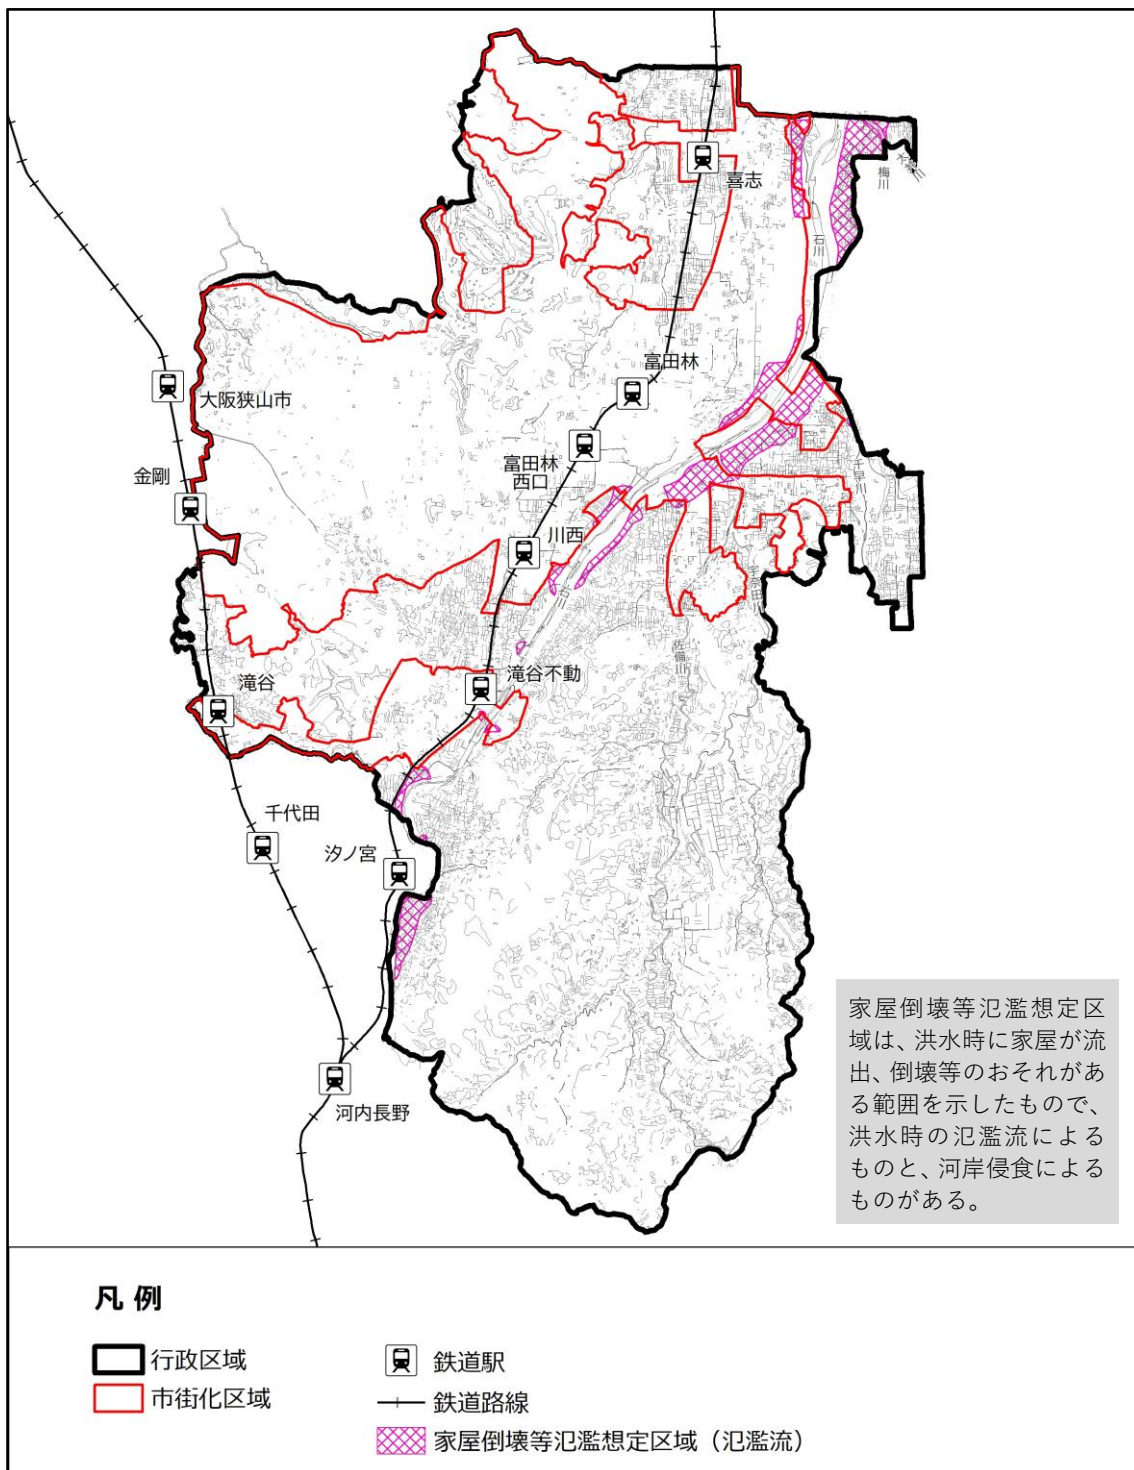 喜志
梅川
石川
富田林
大阪狭山市
富田林
西口
金剛
千早川
川西
石川
佐備川
滝谷不動
滝谷
千代田
汐ノ宮
河内長野
家屋倒壊等氾濫想定区
域は、洪水時に家屋が流
出、倒壊等のおそれがあ
る範囲を示したもので、
洪水時の氾濫流による
ものと、河岸侵食による
ものがある。
凡 例
行政区域
鉄道駅
市街化区域
鉄道路線
家屋倒壊等氾濫想定区域（氾濫流）